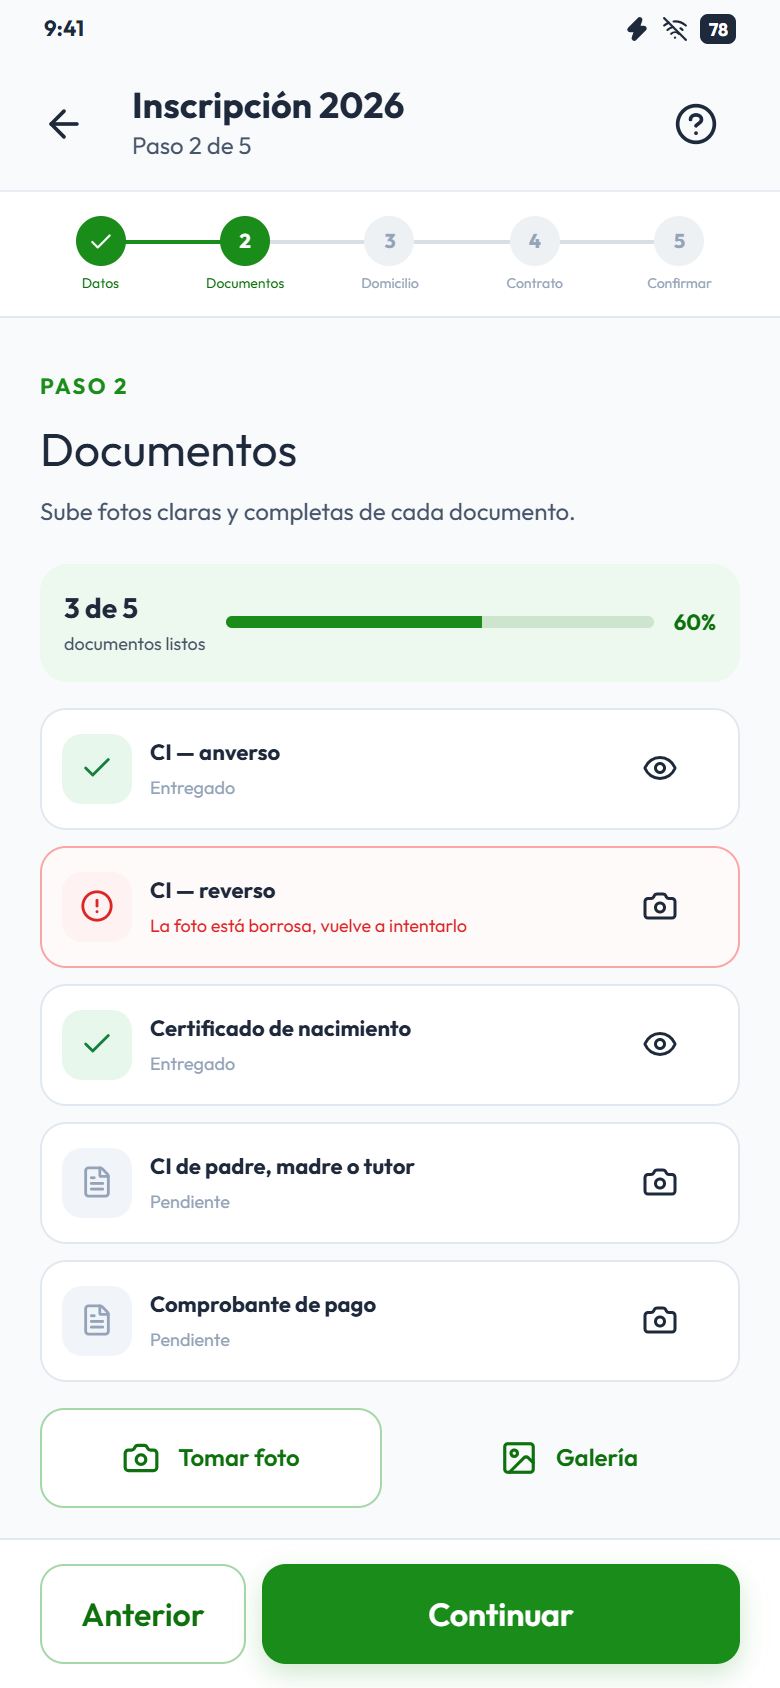 9:41
78
Inscripción 2026
Paso 2 de 5
2
3
4
5
Datos
Documentos
Domicilio
Contrato
Confirmar
PASO 2
Documentos
Sube fotos claras y completas de cada documento.
3 de 5
documentos listos
60%
CI — anverso
Entregado
CI — reverso
La foto está borrosa, vuelve a intentarlo
Certificado de nacimiento
Entregado
CI de padre, madre o tutor
Pendiente
Comprobante de pago
Pendiente
Tomar foto
Galería
Anterior
Continuar